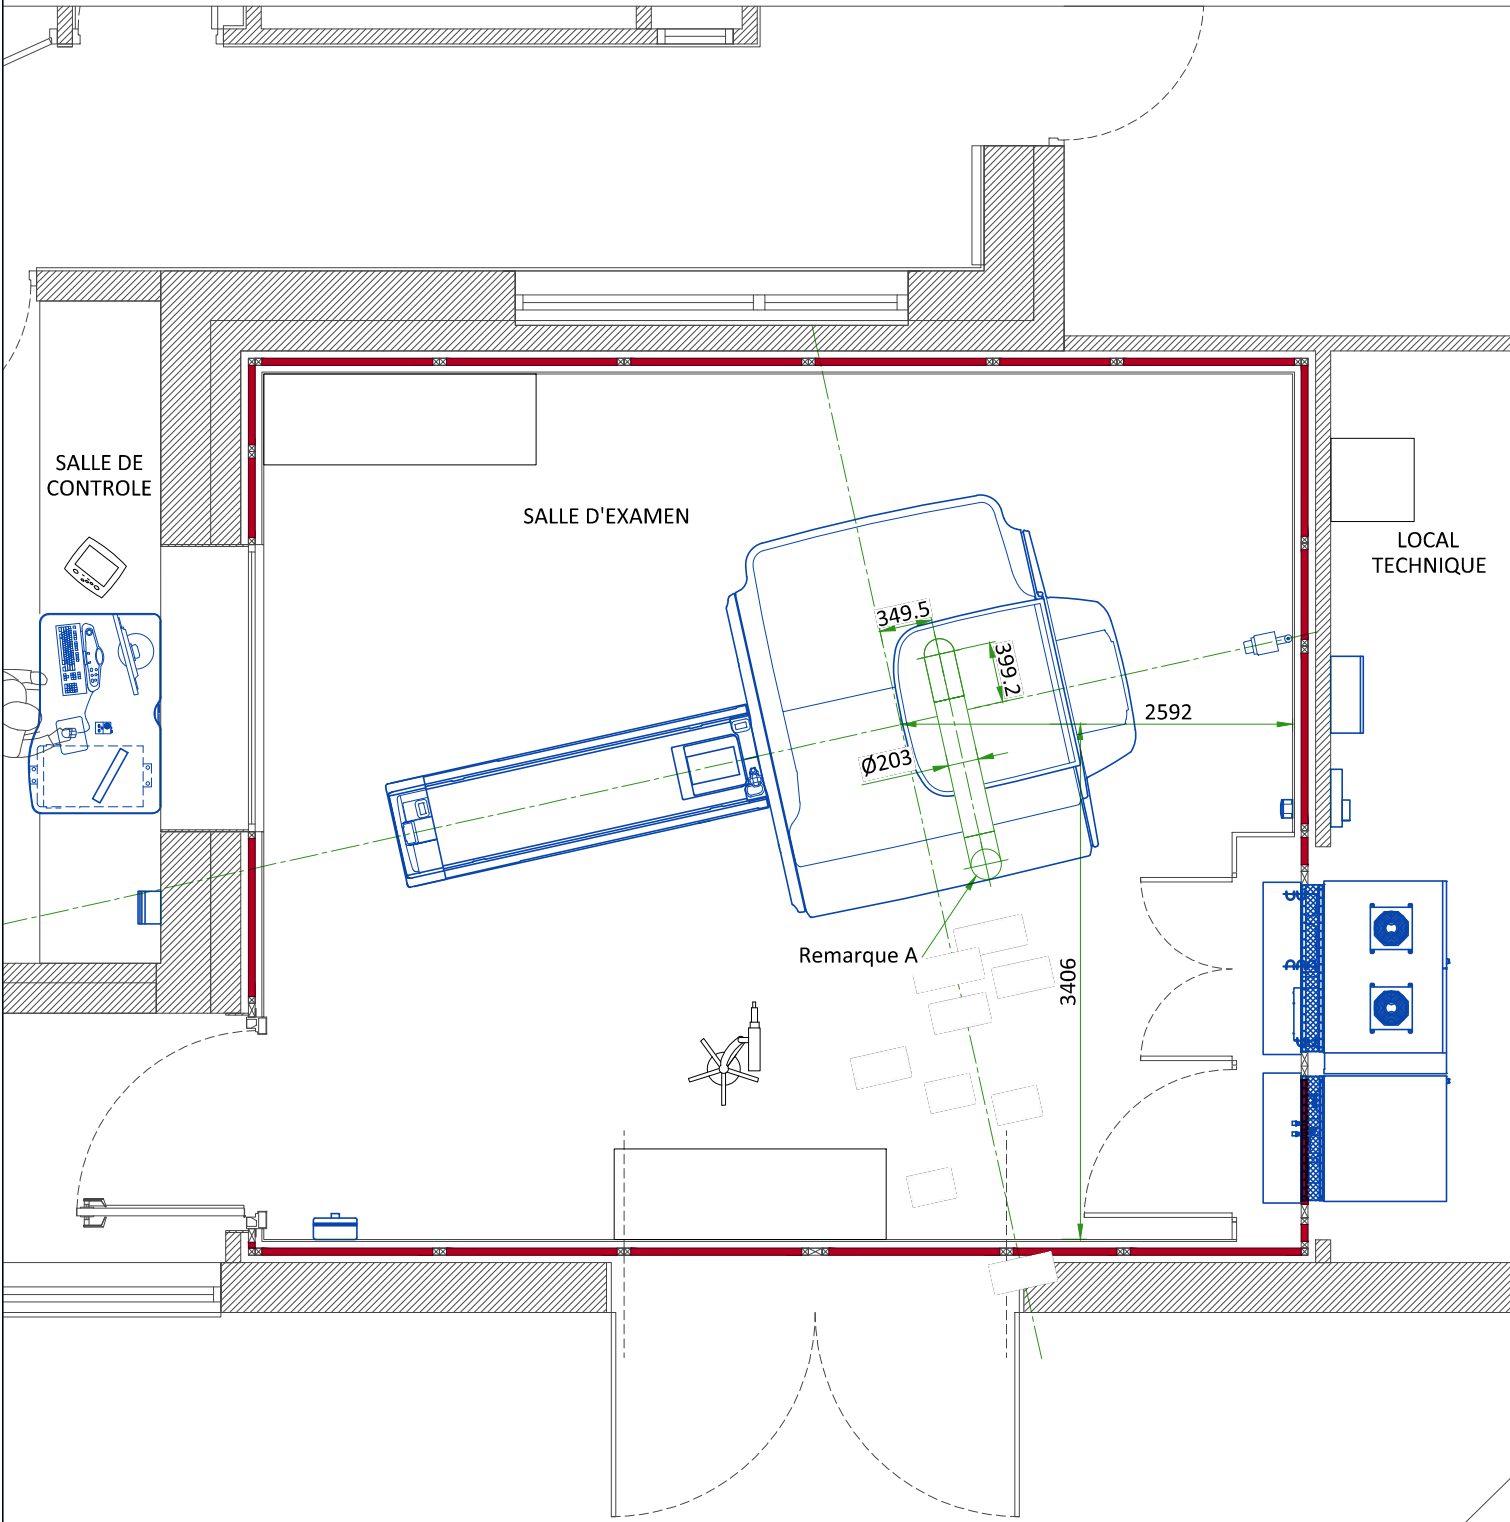 SALLE DE
CONTROLE
SALLE D'EXAMEN
LOCAL
TECHNIQUE
349.5
399.2
2592
Ø203
Remarque A
3406